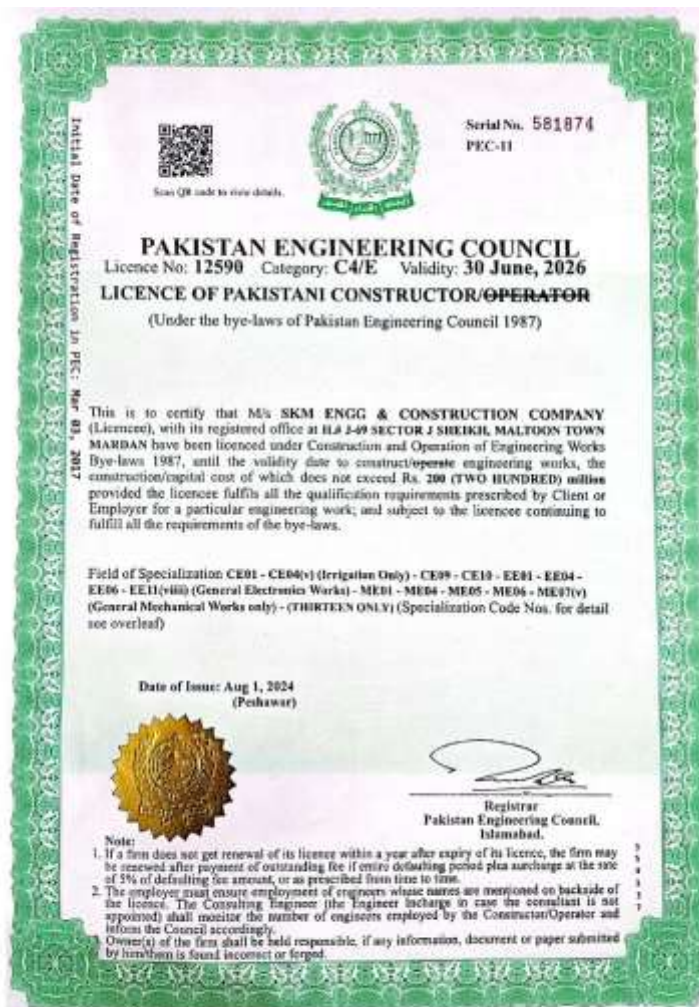 Serial No. 581874
PEC-11
Scan QR code to view details.
Initial Date of Registration in PEC: Mar 03, 2017
PAKISTAN ENGINEERING COUNCIL
Licence No: 12590 Category: C4/E Validity: 30 June, 2026
LICENCE OF PAKISTANI CONSTRUCTOR/OPERATOR
(Under the bye-laws of Pakistan Engineering Council 1987)
This is to certify that M/s SKM ENGG & CONSTRUCTION COMPANY
(Licencee), with its registered office at H.# J-69 SECTOR J SHEIKH, MALTOON TOWN
MARDAN have been licenced under Construction and Operation of Engineering Works
Bye-laws 1987, until the validity date to construct/operate engineering works, the
construction/capital cost of which does not exceed Rs. 200 (TWO HUNDRED) million
provided the licencee fulfils all the qualification requirements prescribed by Client or
Employer for a particular engineering work; and subject to the licencee continuing to
fulfill all the requirements of the bye-laws.
Field of Specialization CE01 - CE04(v) (Irrigation Only) - CE09 - CE10 - EE01 - EE04 -
EE06 - EE11(viii) (General Electronics Works) - ME01 - ME04 - ME05 - ME06 - ME07(v)
(General Mechanical Works only) - (THIRTEEN ONLY) (Specialization Code Nos. for detail
see overleaf)
Date of Issue: Aug 1, 2024
(Peshawar)
Registrar
Pakistan Engineering Council,
Islamabad.
Note:
1. If a firm does not get renewal of its licence within a year after expiry of its licence, the firm may
be renewed after payment of outstanding fee if entire defaulting period plus surcharge at the rate
of 5% of defaulting fee amount, or as prescribed from time to time.
2. The employer must ensure employment of engineers whose names are mentioned on backside of
the licence. The Consulting Engineer (the Engineer Incharge in case the consultant is not
appointed) shall monitor the number of engineers employed by the Constructor/Operator and
inform the Council accordingly.
Owner(s) of the firm shall be held responsible, if any information, document or paper submitted
by him/them is found incorrect or forged.